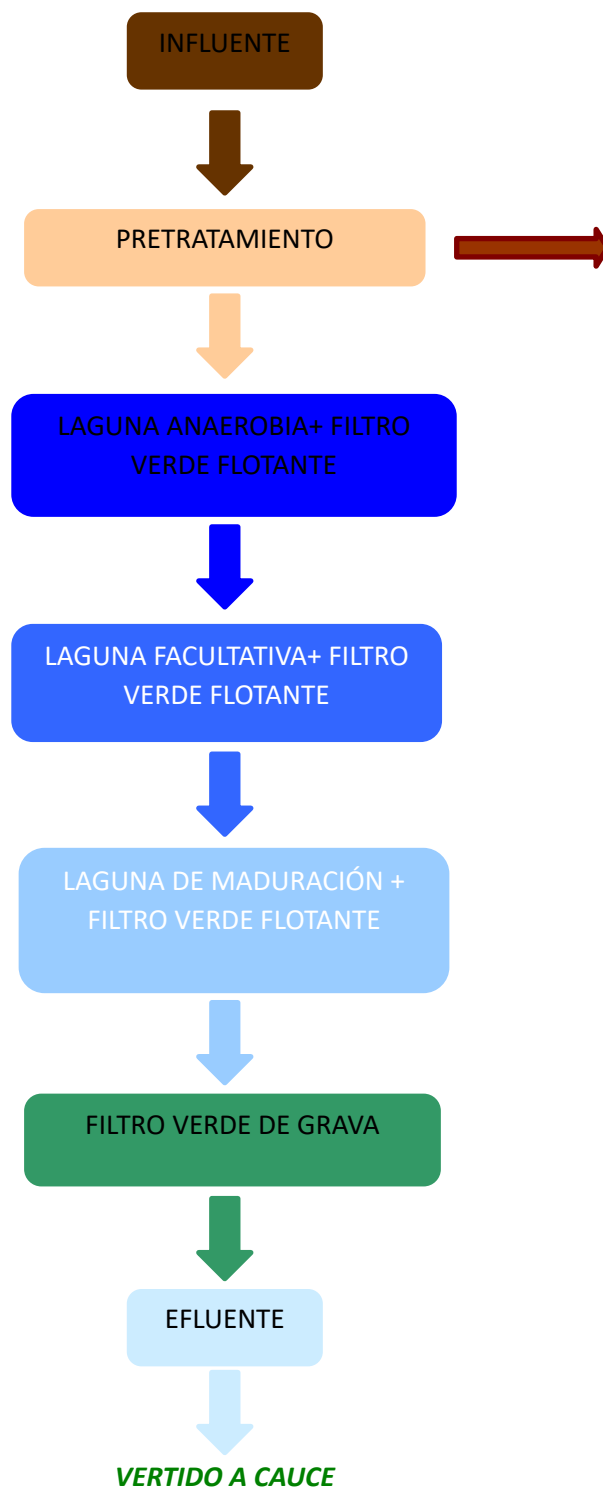 INFLUENTE
PRETRATAMIENTO
LAGUNA ANAEROBIA+ FILTRO
VERDE FLOTANTE
LAGUNA FACULTATIVA+ FILTRO
VERDE FLOTANTE
LAGUNA DE MADURACIÓN +
FILTRO VERDE FLOTANTE
FILTRO VERDE DE GRAVA
EFLUENTE
VERTIDO A CAUCE